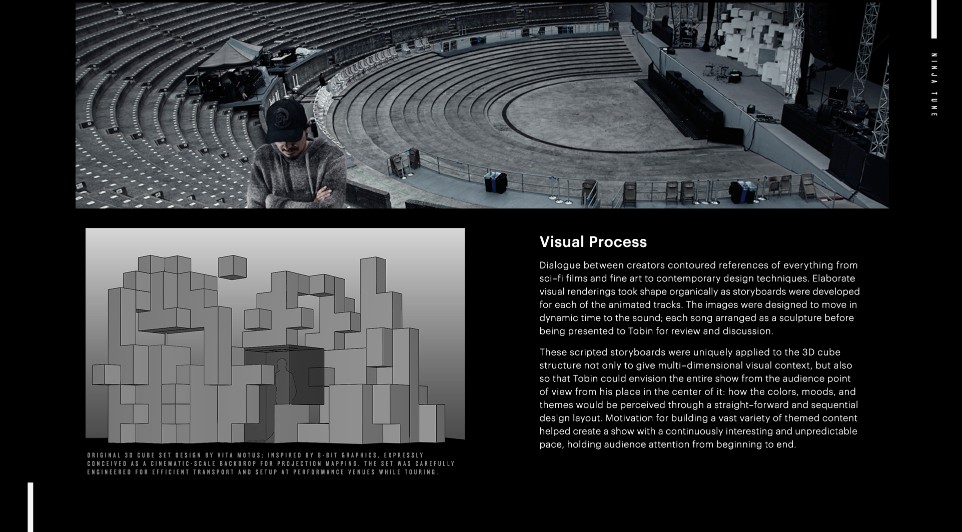 NINJA TUNE
Visual Process
Dialogue between creators contoured references of everything from
sci-fi films and fine art to contemporary design techniques. Elaborate
visual renderings took shape organically as storyboards were developed
for each of the animated tracks. The images were designed to move in
dynamic time to the sound; each song arranged as a sculpture before
being presented to Tobin for review and discussion.
These scripted storyboards were uniquely applied to the 3D cube
structure not only to give multi-dimensional visual context, but also
so that Tobin could envision the entire show from the audience point
of view from his place in the center of it: how the colors, moods, and
themes would be perceived through a straight-forward and sequential
des gn layout. Motivation for building a vast variety of themed content
helped create a show with a continuously interesting and unpredictable
pace, holding audience attention from beginning to end.
ORIGINAL 3D CUBE SET DESIGN BY VITA MOTUS; INSPIRED BY 8-BIT GRAPHICS, EXPRESSLY
CONCEIVED AS A CINEMATIC-SCALE BACKDROP FOR PROJECTION MAPPING. THE SET WAS CAREFULLY
ENGINEERED FOR EFFICIENT TRANSPORT AND SETUP AT PERFORMANCE VENUES WHILE TOURING.